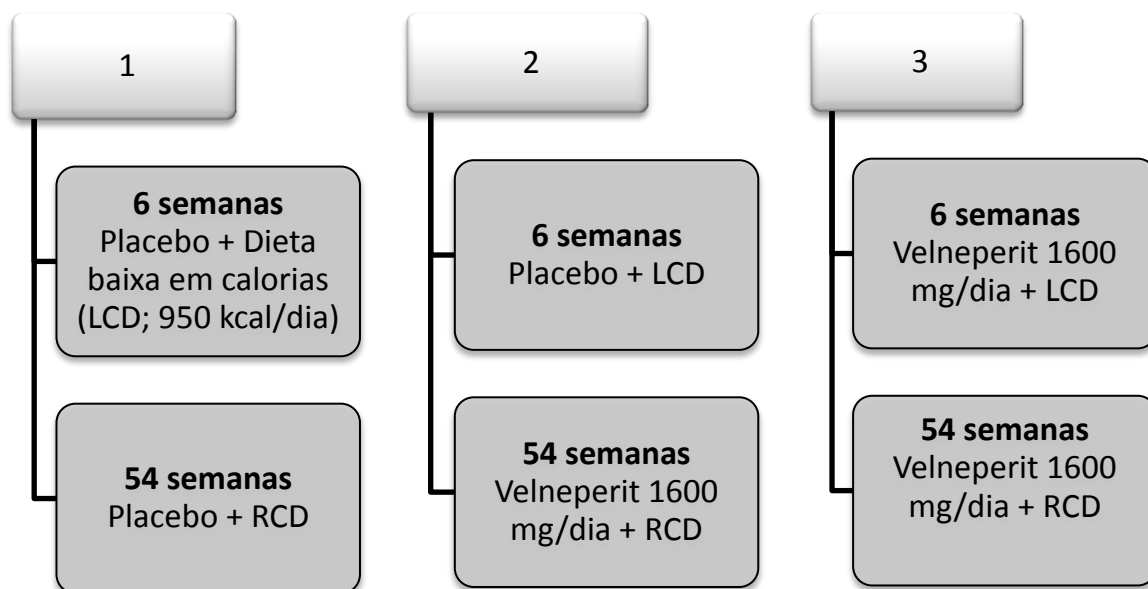 1
6 semanas
Placebo + Dieta
baixa em calorias
(LCD; 950 kcal/dia)
54 semanas
Placebo + RCD
2
6 semanas
Placebo + LCD
54 semanas
Velneperit 1600
mg/dia + RCD
3
6 semanas
Velneperit 1600
mg/dia + LCD
54 semanas
Velneperit 1600
mg/dia + RCD